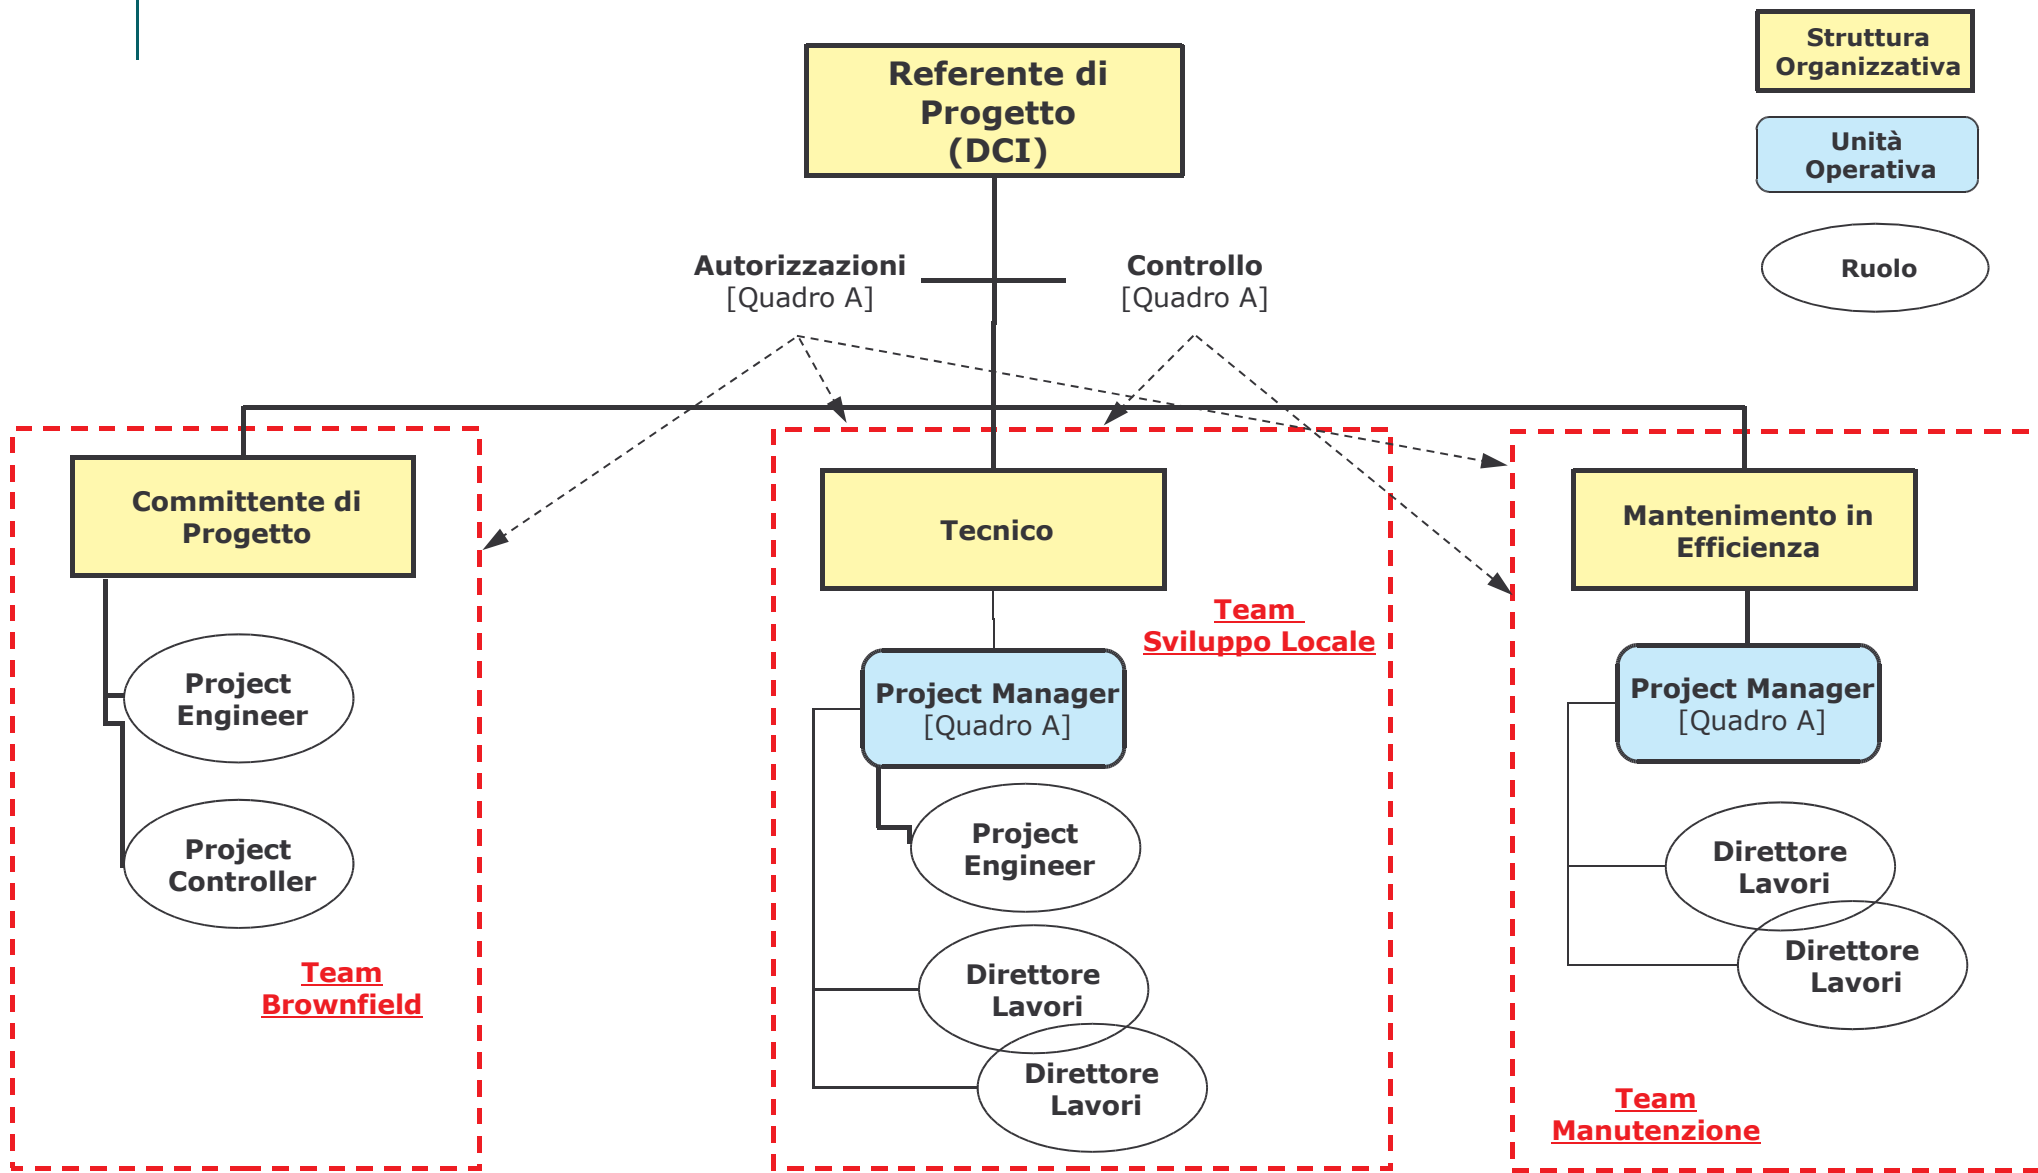 Referente di
Progetto
(DCI)
Struttura
Organizzativa
Unità
Operativa
Ruolo
Autorizzazioni
[Quadro A]
Controllo
[Quadro A]
Committente di
Progetto
Project
Engineer
Project
Controller
Team
Brownfield
Tecnico
Team
Sviluppo Locale
Project Manager
[Quadro A]
Project
Engineer
Direttore
Lavori
Direttore
Lavori
Mantenimento in
Efficienza
Project Manager
[Quadro A]
Direttore
Lavori
Direttore
Lavori
Team
Manutenzione